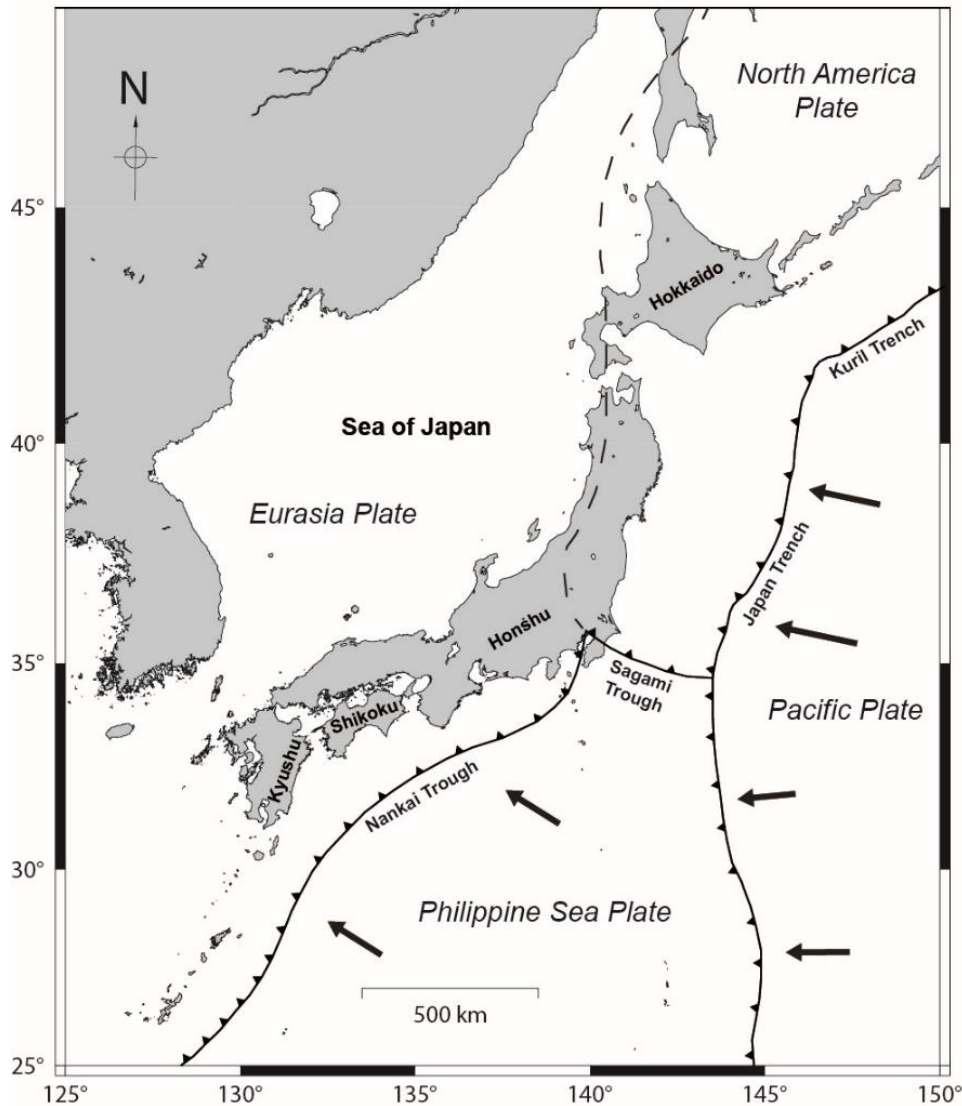 North America
Plate
N
45°
Hokkaido
Kuril Trench
40°
Sea of Japan
Eurasia Plate
Japan Trench
Honshu
35°
Sagami
Trough
Shikoku
Pacific Plate
Kyushu
Nankai Trough
30°
Philippine Sea Plate
500 km
25°
125° 130° 135° 140° 145° 150°